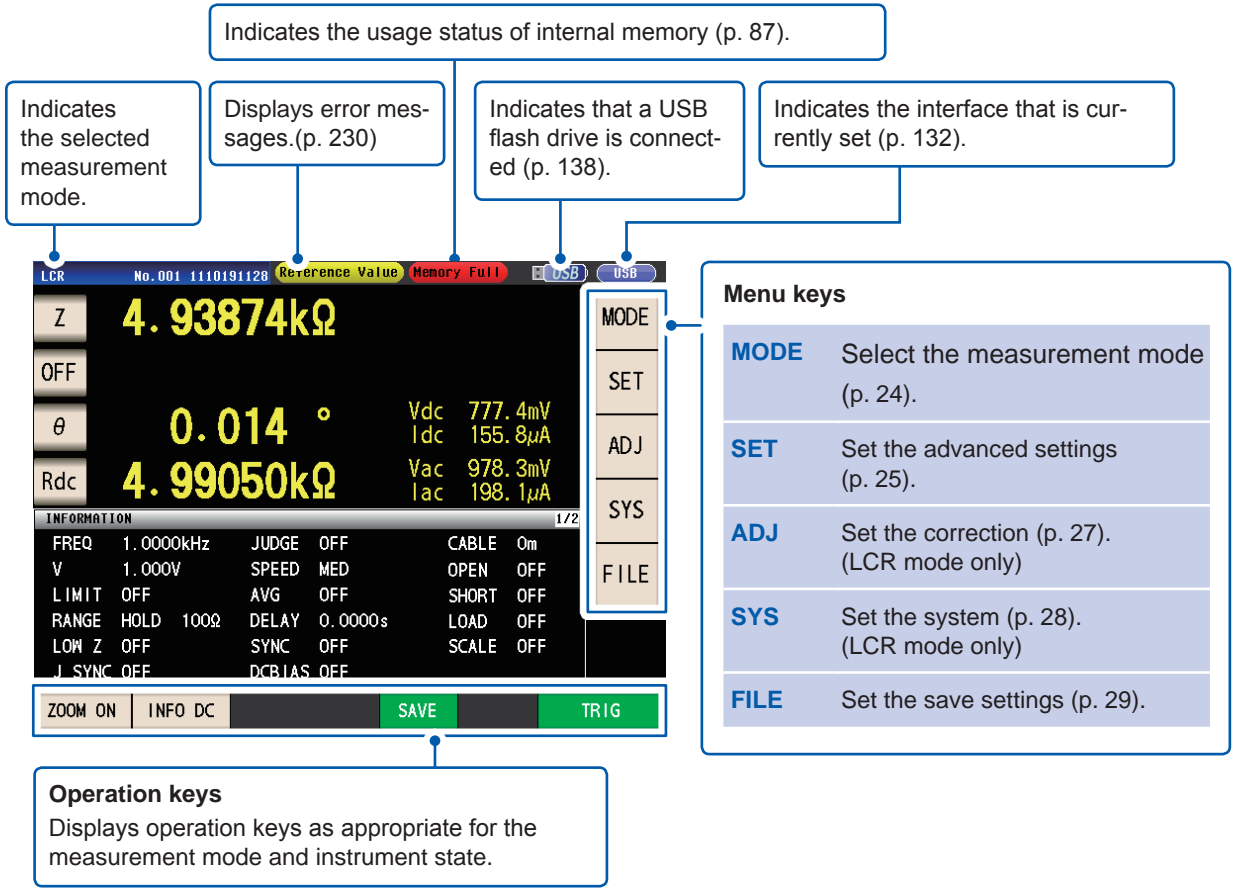 Indicates the usage status of internal memory (p. 87).
Indicates
the selected
measurement
mode.
Displays error mes-
sages.(p. 230)
Indicates that a USB
flash drive is connect-
ed (p. 138).
Indicates the interface that is cur-
rently set (p. 132).
LCR No.001 1110191128 Reference Value Memory Full USB USB
Z 4.93874kΩ
OFF
θ 0.014 °
Vdc 777.4mV
Idc 155.8µA
Rdc 4.99050kΩ
Vac 978.3mV
Iac 198.1µA
MODE
SET
ADJ
SYS
FILE
INFORMATION 1/2
FREQ 1.0000kHz JUDGE OFF CABLE 0m
V 1.000V SPEED MED OPEN OFF
LIMIT OFF AVG OFF SHORT OFF
RANGE HOLD 100Ω DELAY 0.0000s LOAD OFF
LOW Z OFF SYNC OFF SCALE OFF
J SYNC OFF DCBIAS OFF
ZOOM ON INFO DC SAVE TRIG
Menu keys
MODE Select the measurement mode
(p. 24).
SET Set the advanced settings
(p. 25).
ADJ Set the correction (p. 27).
(LCR mode only)
SYS Set the system (p. 28).
(LCR mode only)
FILE Set the save settings (p. 29).
Operation keys
Displays operation keys as appropriate for the
measurement mode and instrument state.